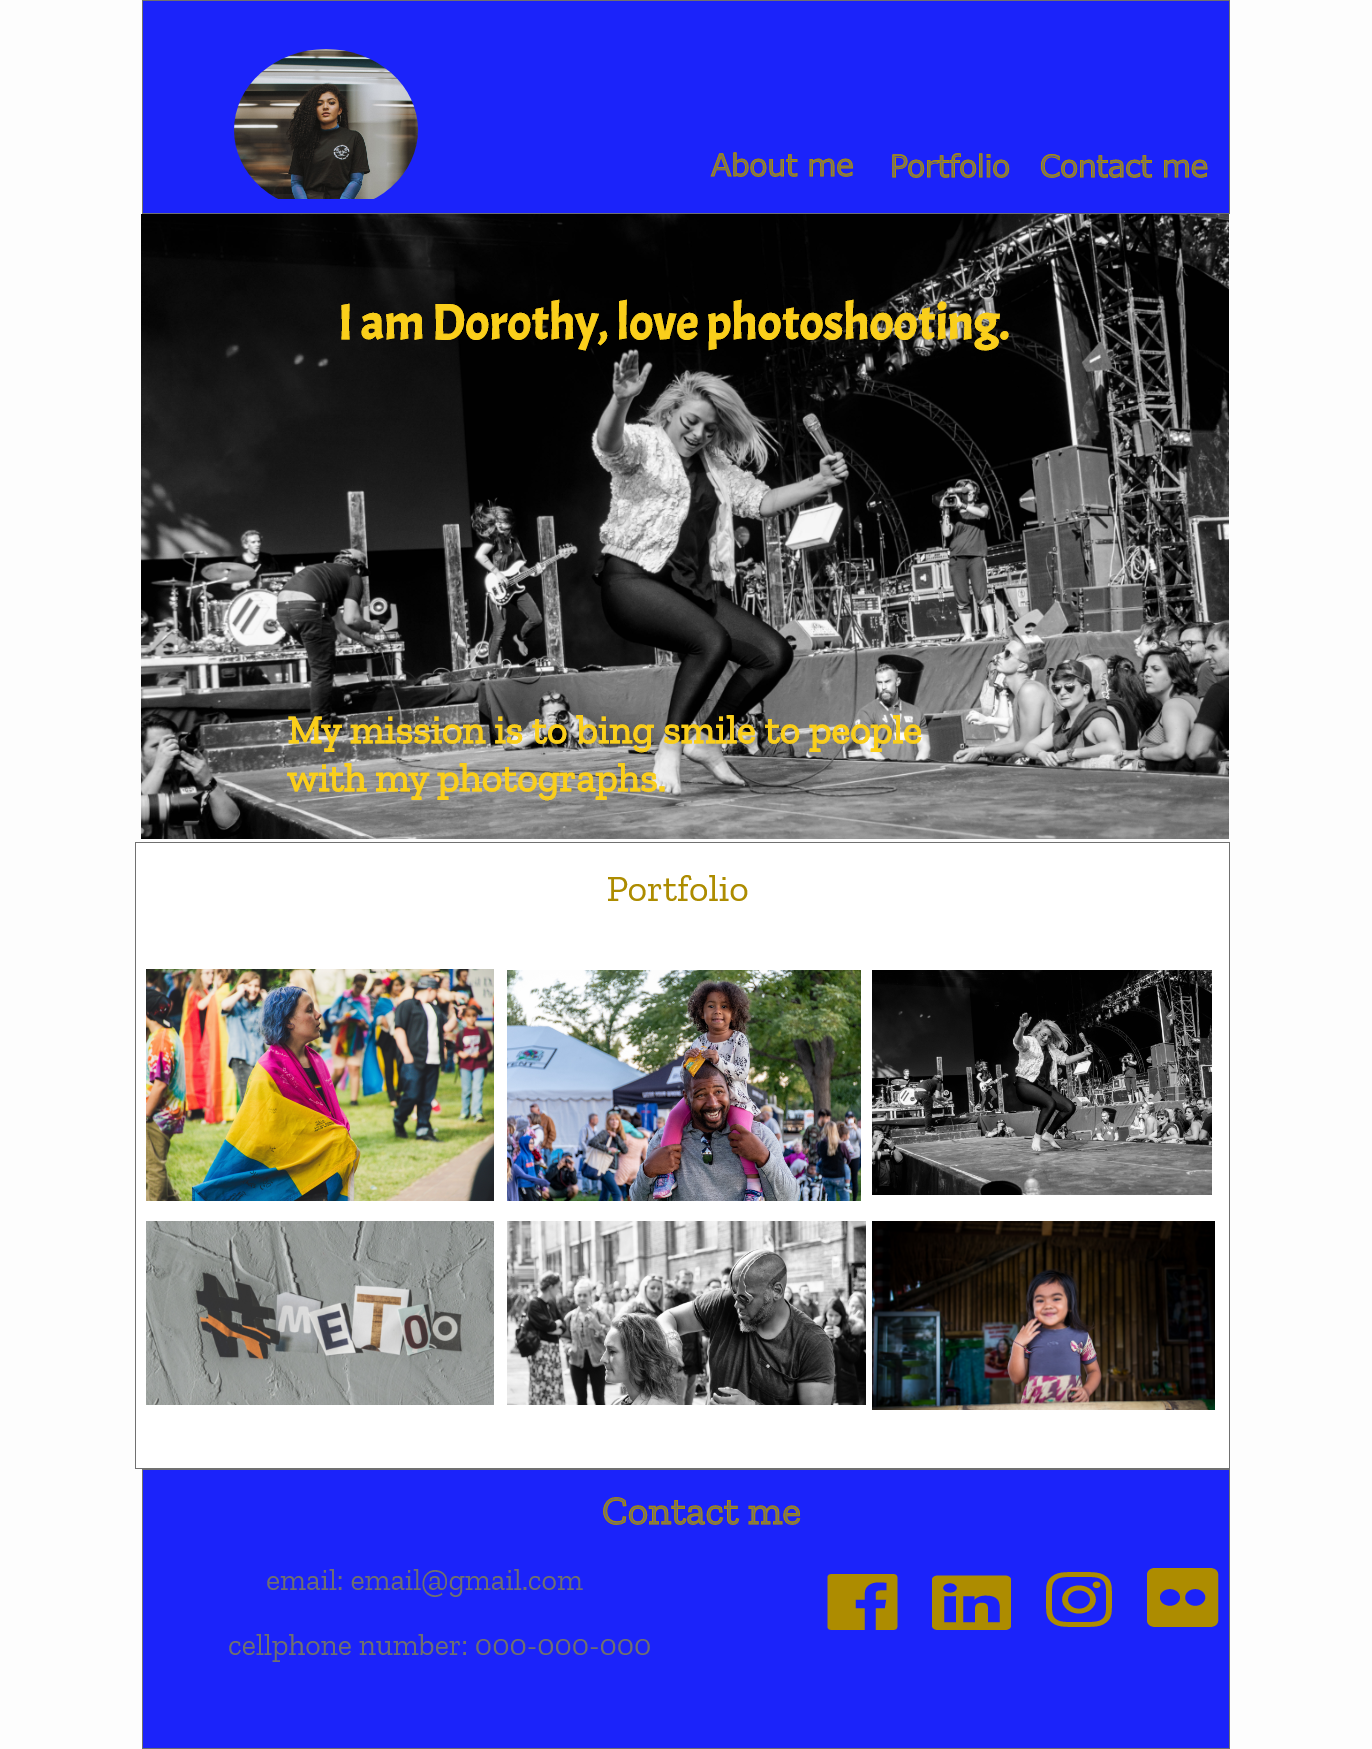 About me Portfolio Contact me
I am Dorothy, love photoshooting.
My mission is to bing smile to people
with my photographs.
Portfolio
#METOO
Contact me
email: email@gmail.com
cellphone number: 000-000-000